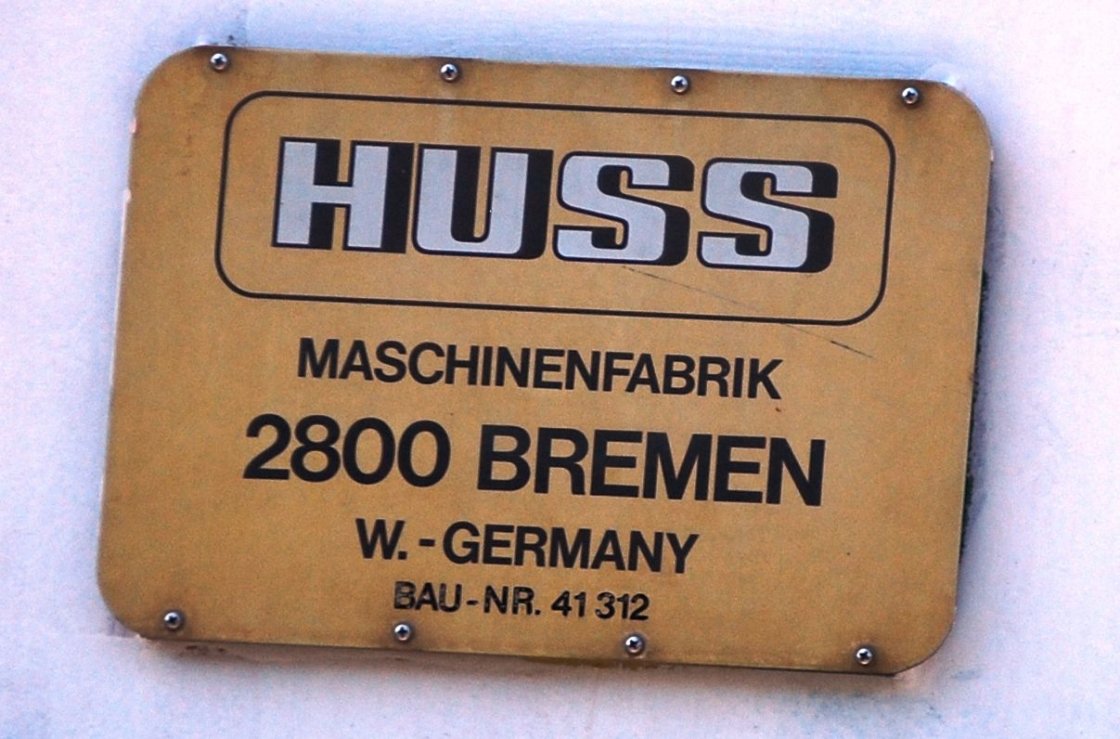 HUSS
MASCHINENFABRIK
2800 BREMEN
W.-GERMANY
BAU-NR. 41 312